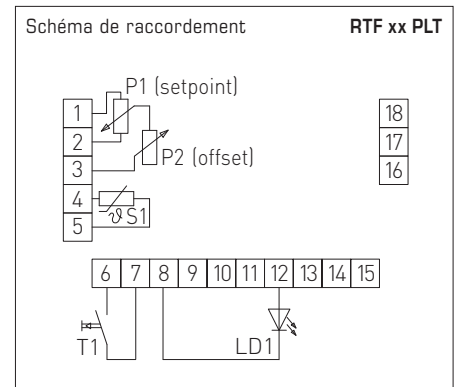 Schéma de raccordement RTF xx PLT
P1 (setpoint)
1 18
2 17
P2 (offset)
3 16
4
ϑ S1
5
6 7 8 9 10 11 12 13 14 15
T1 LD1